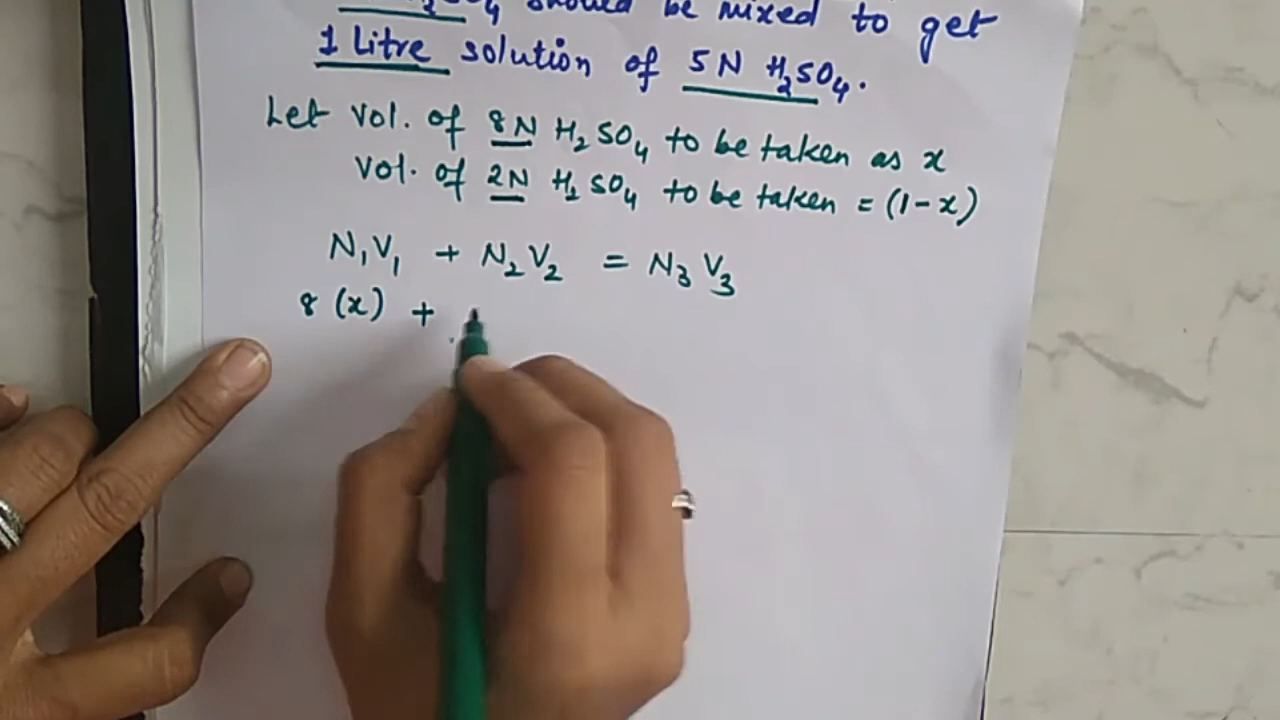 should be mixed to get
1 Litre solution of 5N H₂SO₄.
Let Vol. of 8N H₂SO₄ to be taken as x
Vol. of 2N H₂SO₄ to be taken = (1-x)
N₁V₁ + N₂V₂ = N₃V₃
8 (x) +